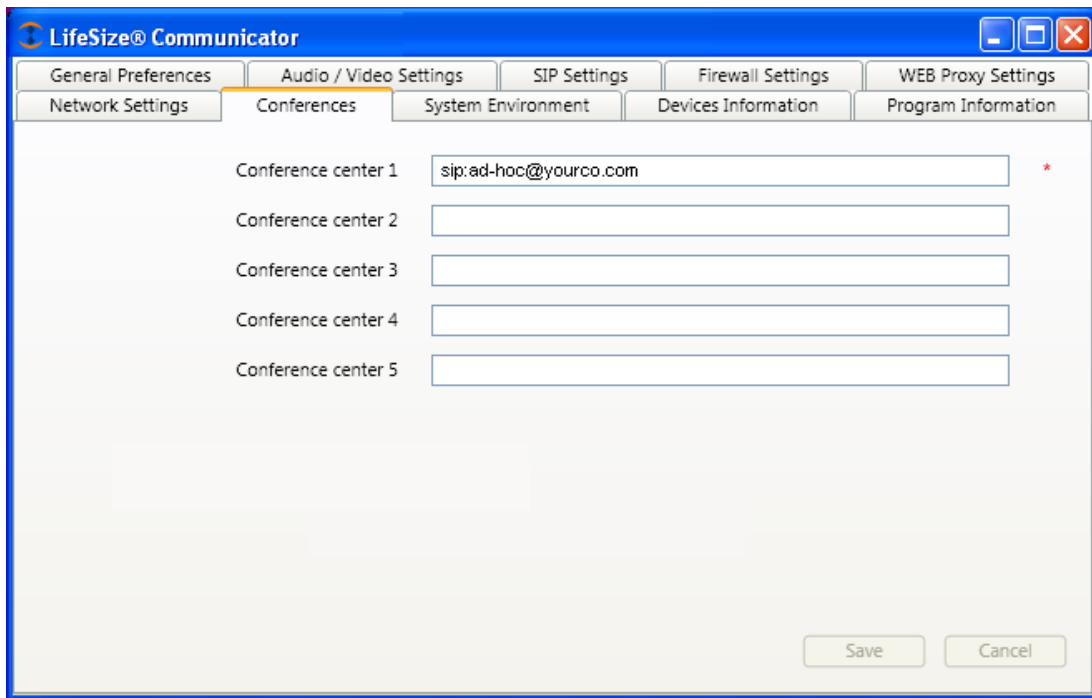 LifeSize® Communicator
General Preferences Audio / Video Settings SIP Settings Firewall Settings WEB Proxy Settings
Network Settings Conferences System Environment Devices Information Program Information
Conference center 1 sip:ad-hoc@yourco.com *
Conference center 2
Conference center 3
Conference center 4
Conference center 5
Save Cancel